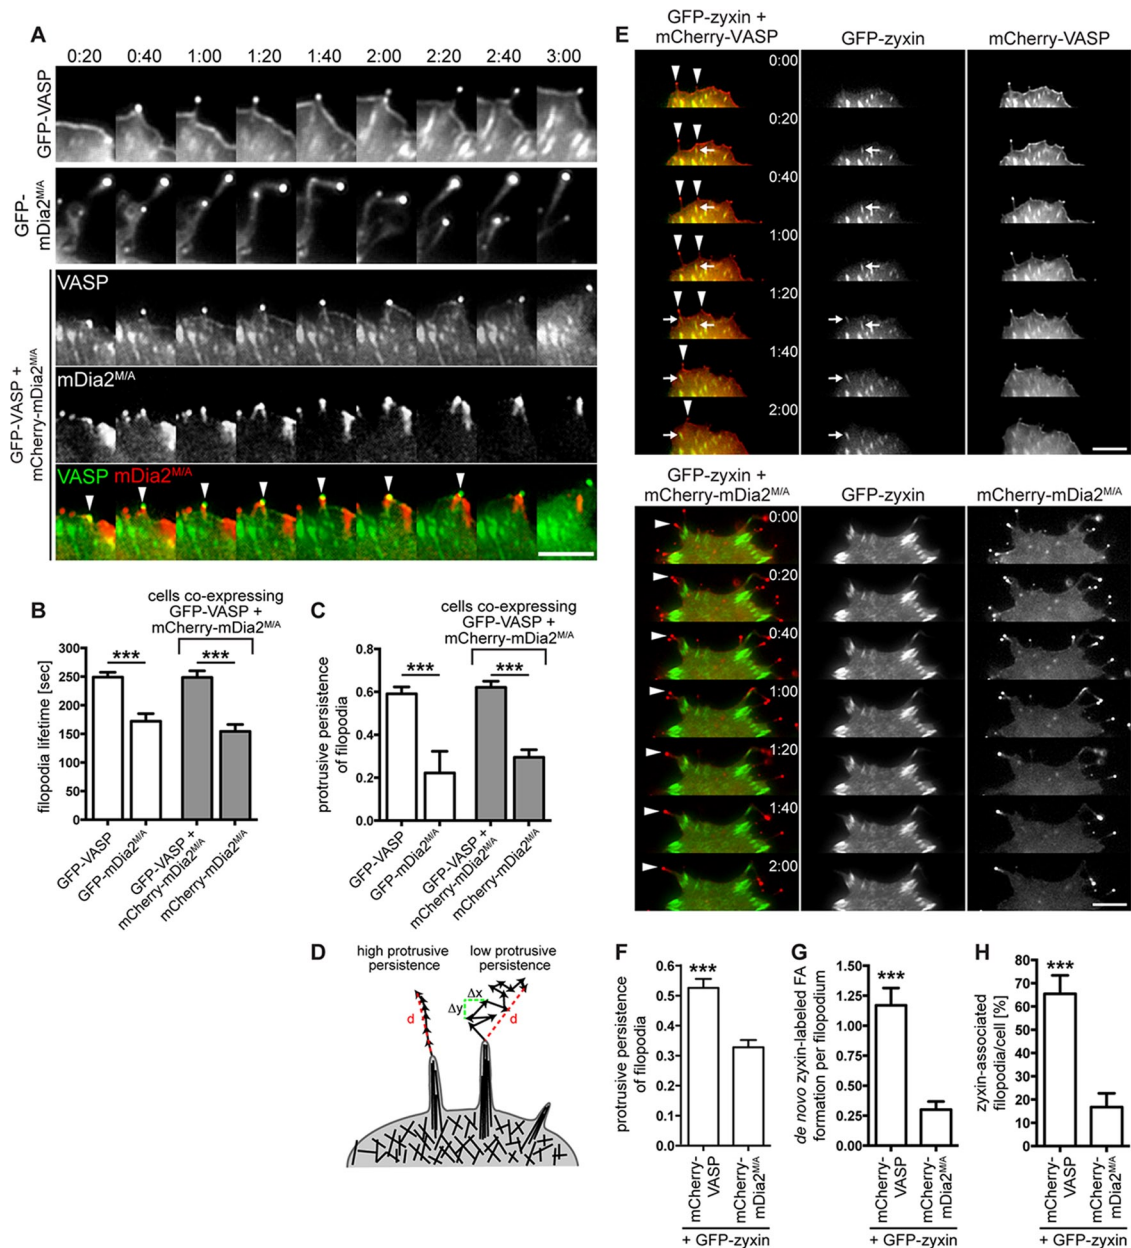 A
0:20 0:40 1:00 1:20 1:40 2:00 2:20 2:40 3:00
GFP-VASP
GFP-
mDia2M/A
GFP-VASP +
mCherry-mDia2M/A
VASP
mDia2M/A
VASP mDia2M/A
B
cells co-expressing
GFP-VASP +
mCherry-mDia2M/A
filopodia lifetime [sec]
300
250
200
150
100
50
0
*** ***
GFP-VASP
GFP-mDia2M/A
GFP-VASP +
mCherry-mDia2M/A
mCherry-mDia2M/A
C
cells co-expressing
GFP-VASP +
mCherry-mDia2M/A
protrusive persistence
of filopodia
0.8
0.6
0.4
0.2
0.0
*** ***
GFP-VASP
GFP-mDia2M/A
GFP-VASP +
mCherry-mDia2M/A
mCherry-mDia2M/A
D
high protrusive
persistence
low protrusive
persistence
d
Δx
Δy
d
E
GFP-zyxin +
mCherry-VASP
GFP-zyxin
mCherry-VASP
0:00
0:20
0:40
1:00
1:20
1:40
2:00
GFP-zyxin +
mCherry-mDia2M/A
GFP-zyxin
mCherry-mDia2M/A
0:00
0:20
0:40
1:00
1:20
1:40
2:00
F
protrusive persistence
of filopodia
0.6
0.5
0.4
0.3
0.2
0.1
0.0
***
mCherry-
VASP
mCherry-
mDia2M/A
+ GFP-zyxin
G
de novo zyxin-labeled FA
formation per filopodium
1.50
1.25
1.00
0.75
0.50
0.25
0.00
***
mCherry-
VASP
mCherry-
mDia2M/A
+ GFP-zyxin
H
zyxin-associated
filopodia/cell [%]
80
70
60
50
40
30
20
10
0
***
mCherry-
VASP
mCherry-
mDia2M/A
+ GFP-zyxin